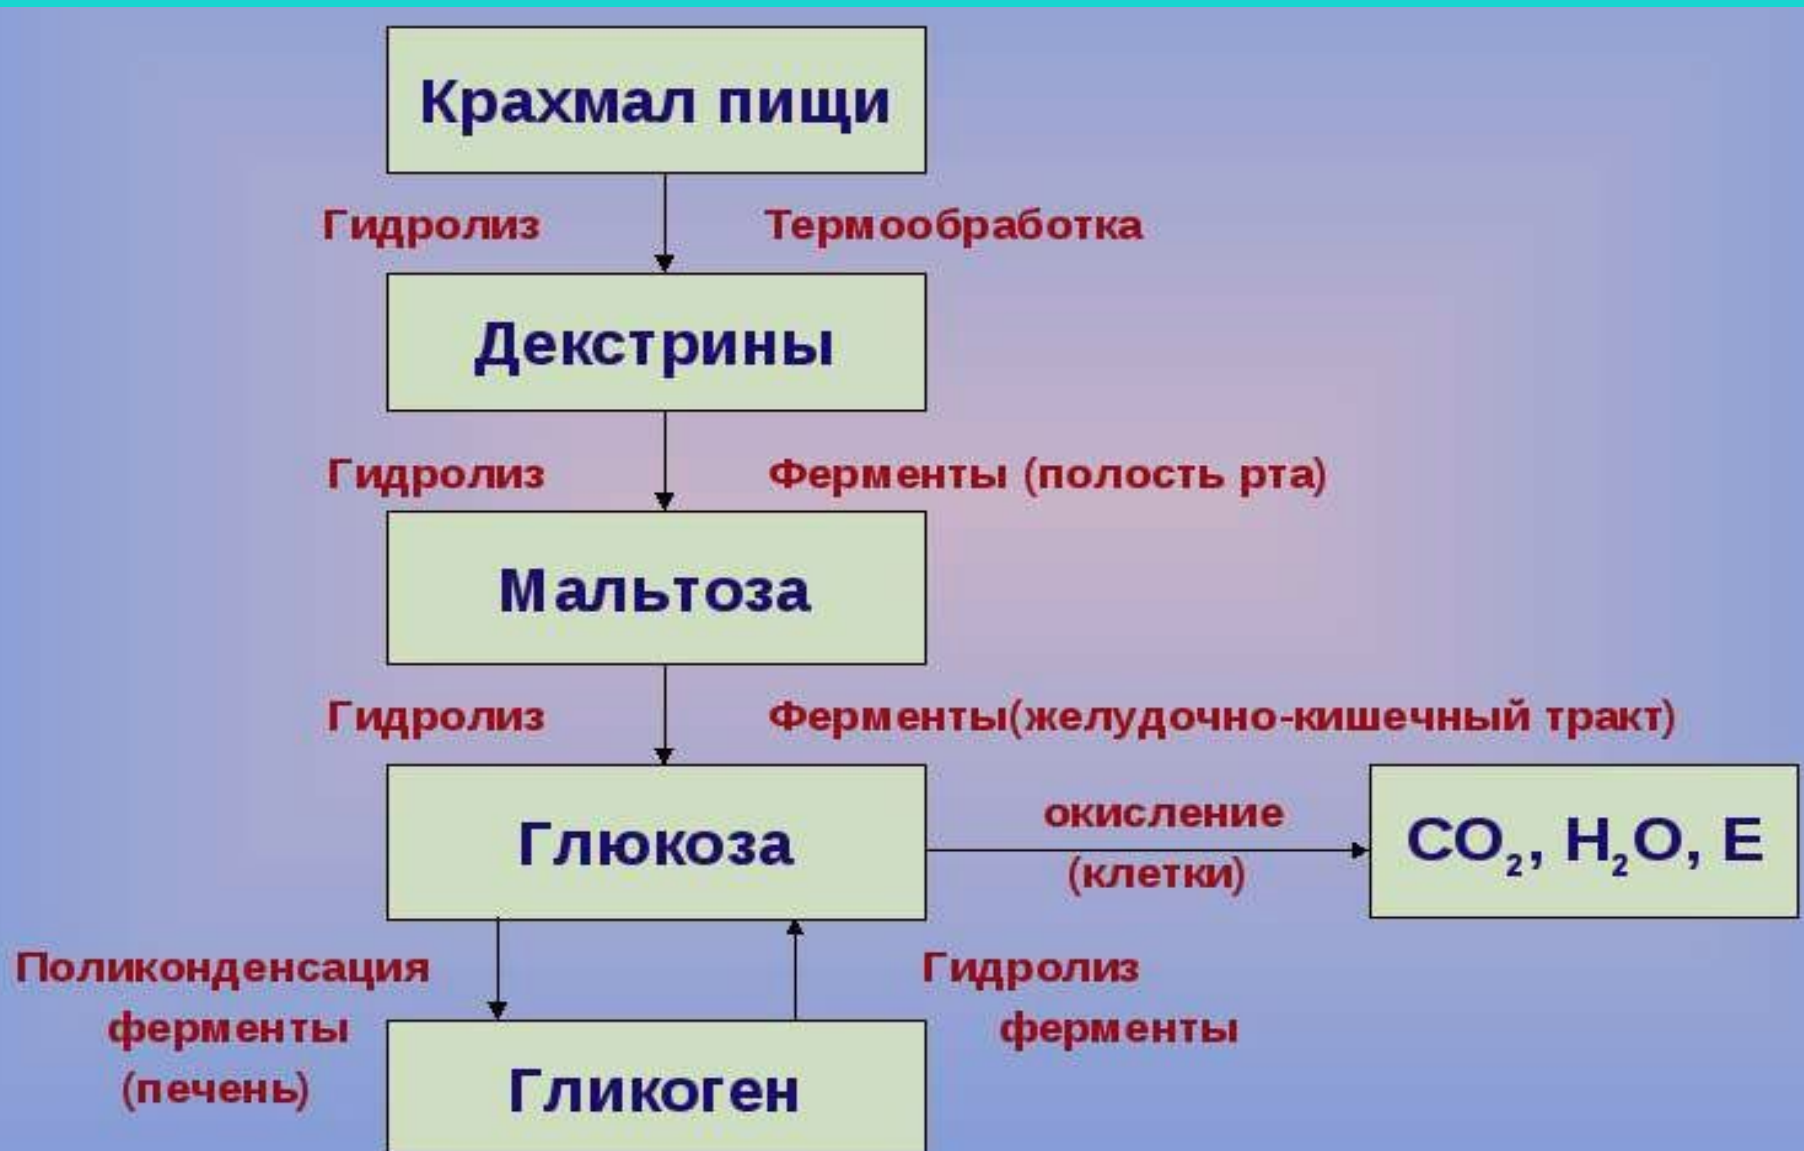 Крахмал пищи
Гидролиз
Термообработка
Декстрины
Гидролиз
Ферменты (полость рта)
Мальтоза
Гидролиз
Ферменты(желудочно-кишечный тракт)
Глюкоза
окисление
(клетки)
CO₂, H₂O, E
Поликонденсация
ферменты
(печень)
Гидролиз
ферменты
Гликоген